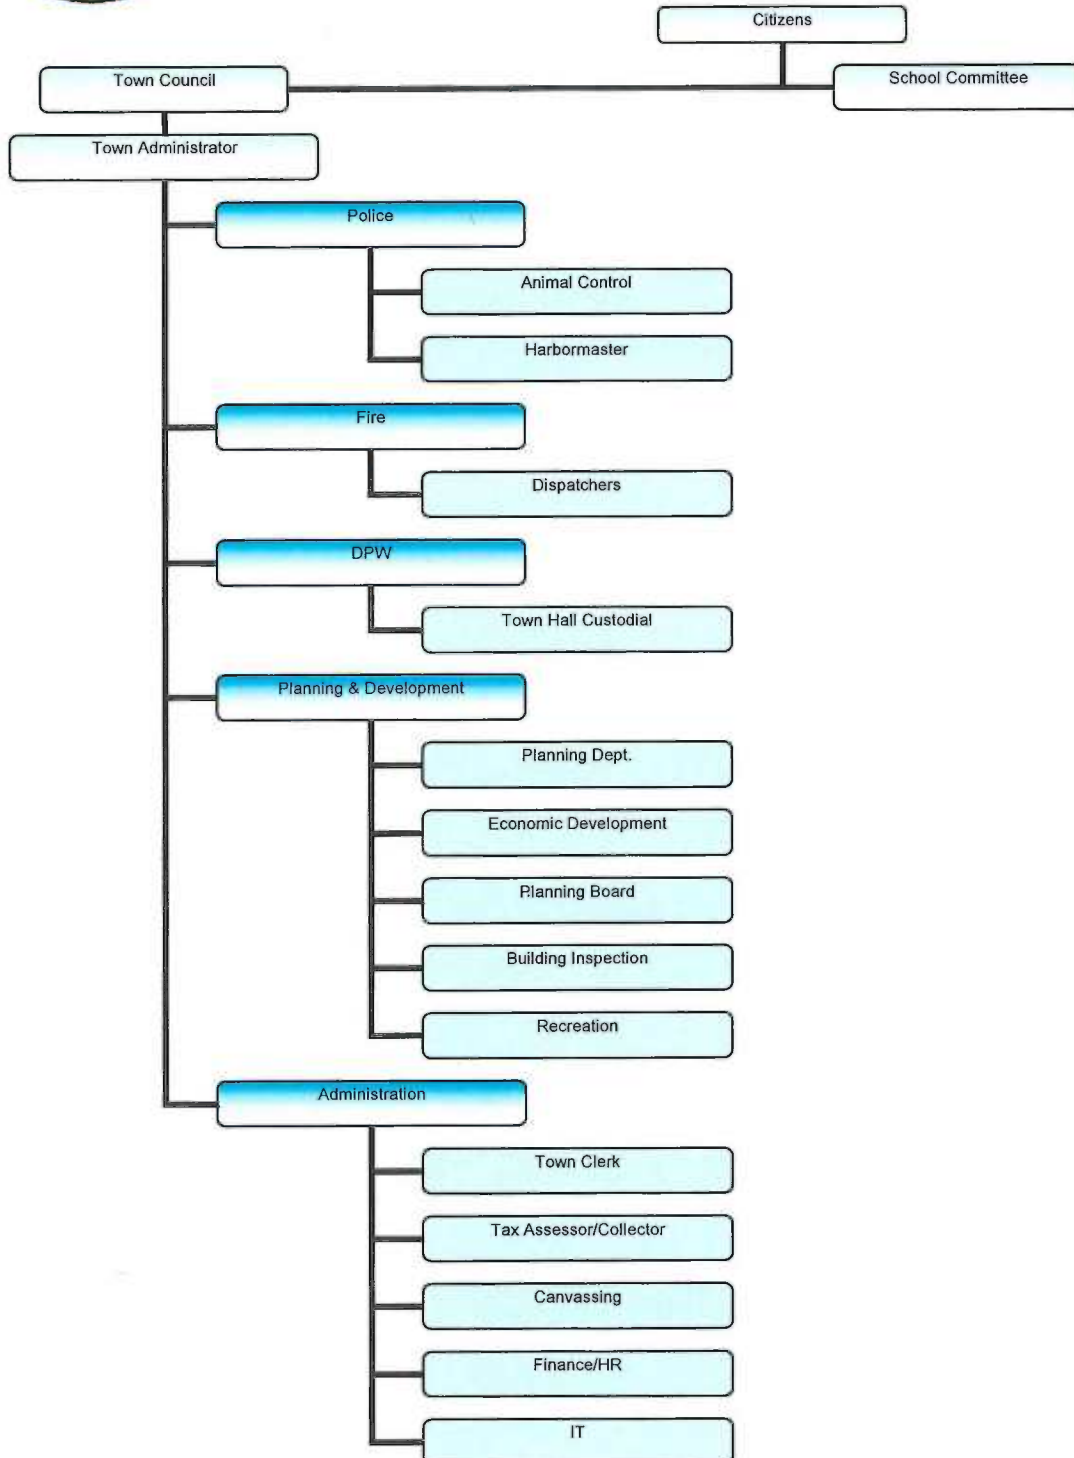 Citizens
Town Council
School Committee
Town Administrator
Police
Animal Control
Harbormaster
Fire
Dispatchers
DPW
Town Hall Custodial
Planning & Development
Planning Dept.
Economic Development
Planning Board
Building Inspection
Recreation
Administration
Town Clerk
Tax Assessor/Collector
Canvassing
Finance/HR
IT